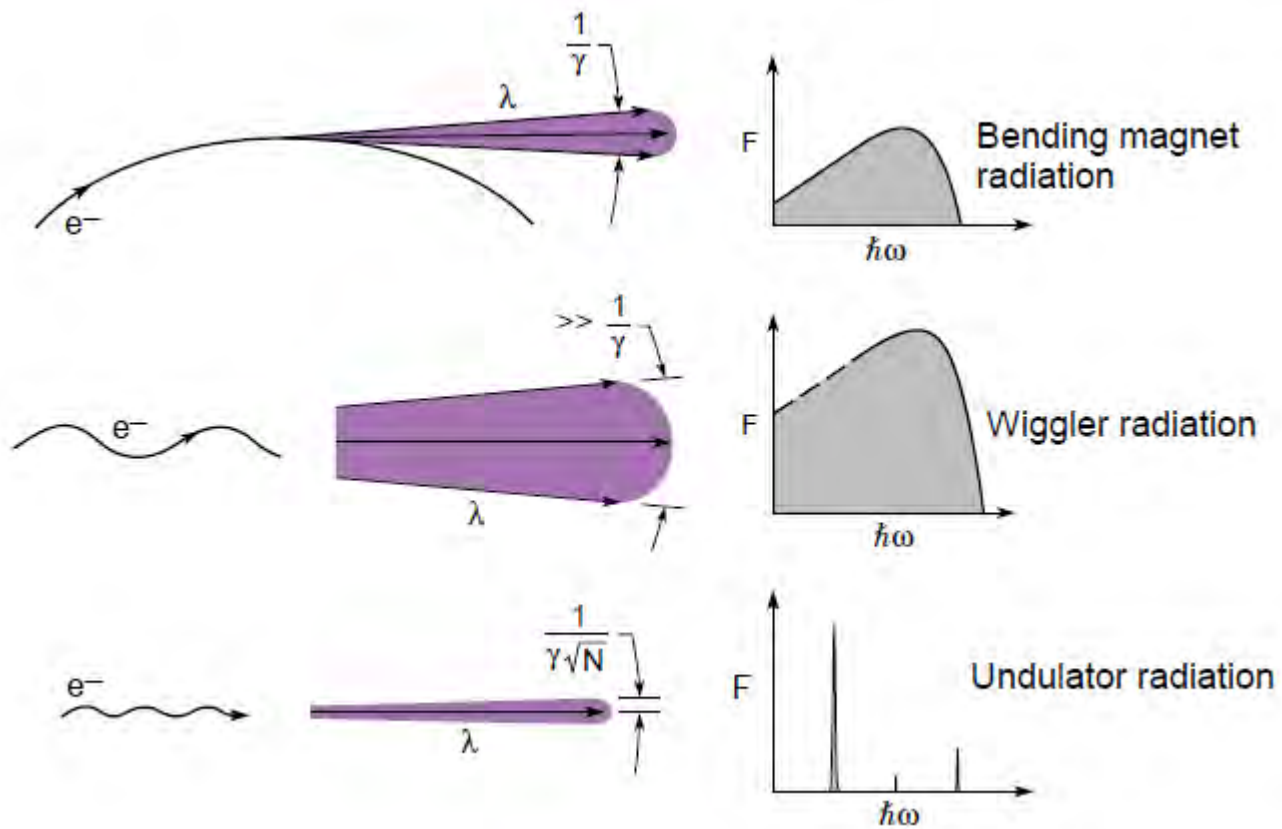 1
γ
λ
e–
F
ħω
Bending magnet
radiation
>> 1
γ
e–
λ
F
ħω
Wiggler radiation
1
γ√N
e–
λ
F
ħω
Undulator radiation